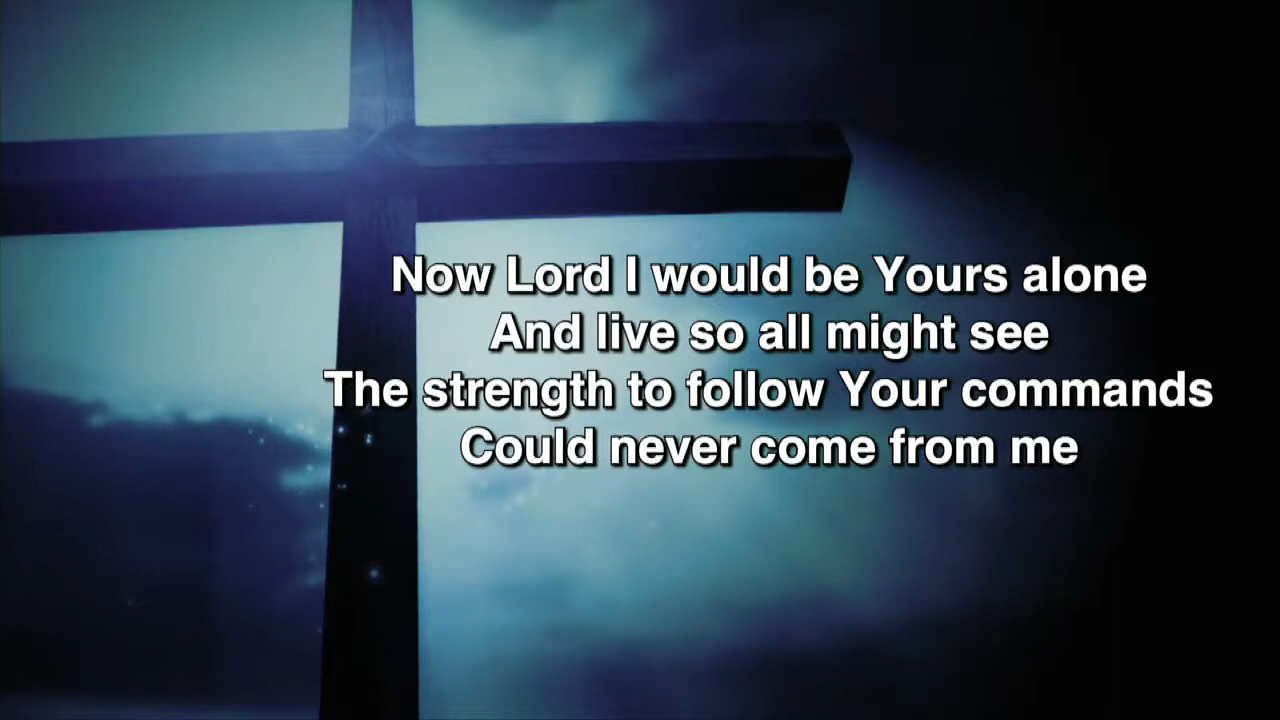 Now Lord I would be Yours alone
And live so all might see
The strength to follow Your commands
Could never come from me